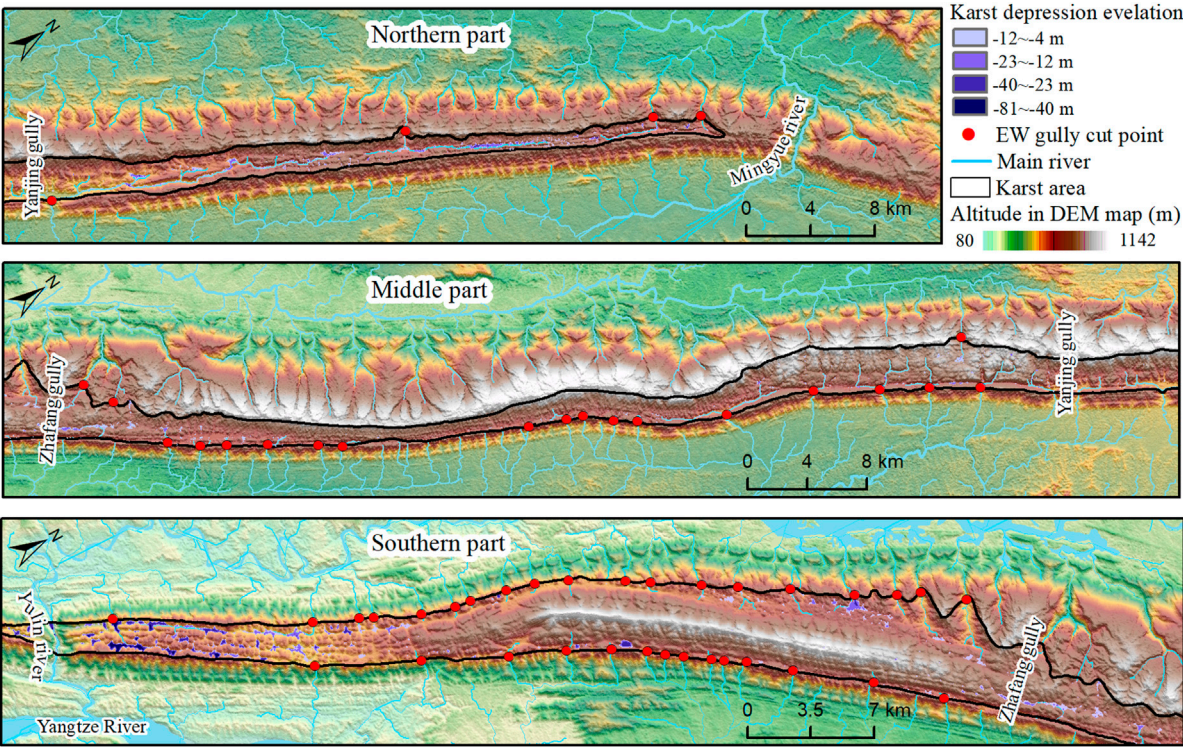 N
Northern part
Yanjing gully
Mingyue river
0 4 8 km
Karst depression evelation
-12~-4 m
-23~-12 m
-40~-23 m
-81~-40 m
EW gully cut point
Main river
Karst area
Altitude in DEM map (m)
80 1142
N
Middle part
Zhafang gully
Yanjing gully
0 4 8 km
N
Southern part
Yulin river
Zhafang gully
Yangtze River
0 3.5 7 km